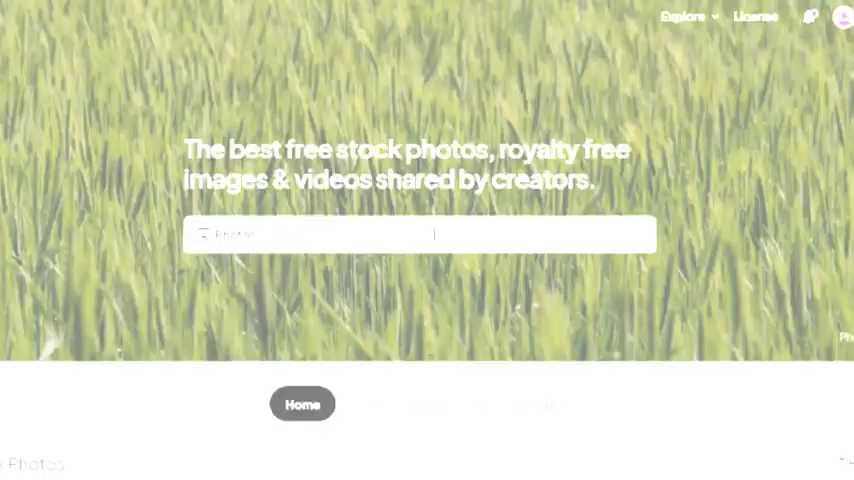 Explore License
The best free stock photos, royalty free
images & videos shared by creators.
Photos
Home
Photos